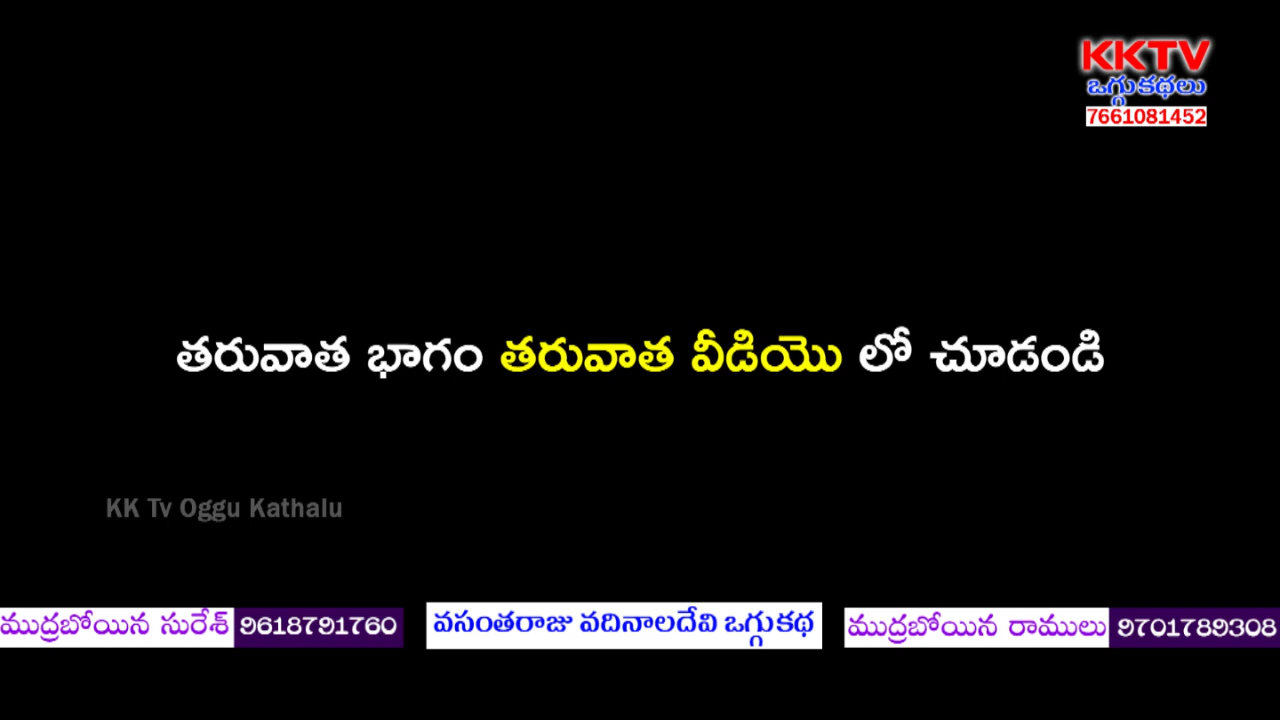 KKTV
ఒగ్గుకథలు
7661081452
తరువాత భాగం తరువాత వీడియొ లో చూడండి
KK Tv Oggu Kathalu
ముద్రబోయిన సురేశ్ 9618791760 వసంతరాజు వదినాలదేవి ఒగ్గుకథ ముద్రబోయిన రాములు 9701789308